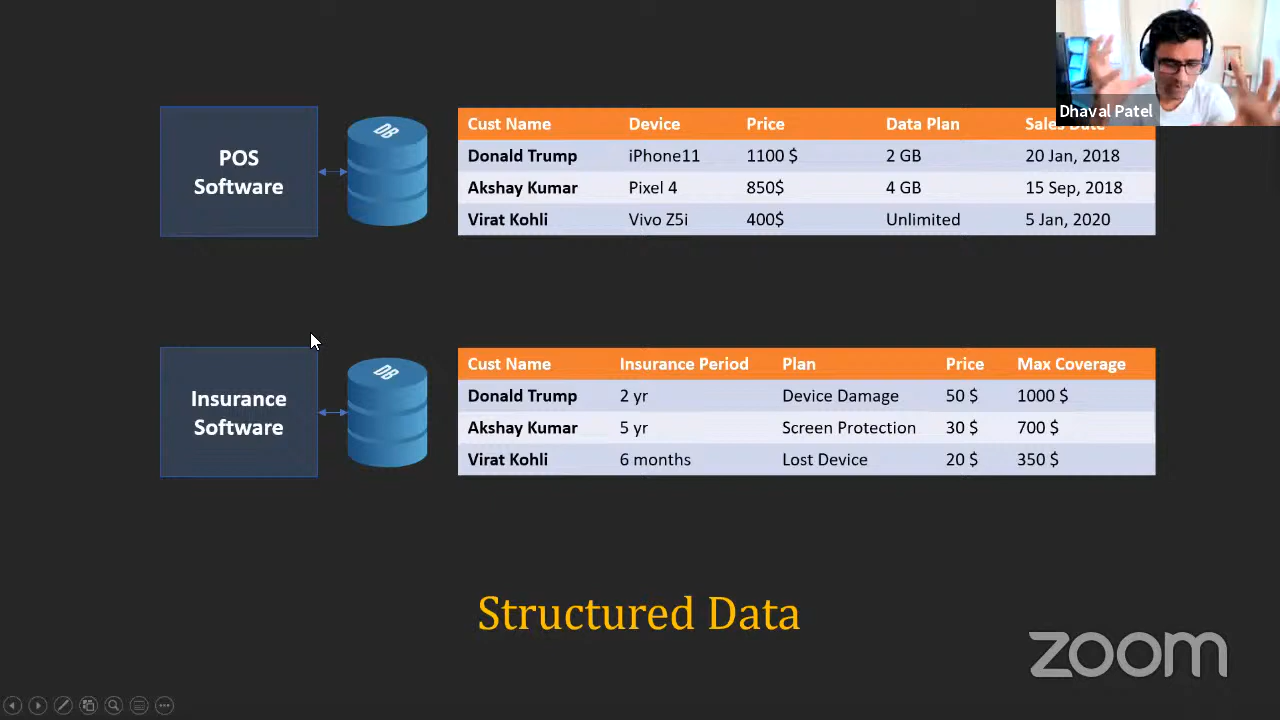 Dhaval Patel
POS
Software
DB
Cust Name Device Price Data Plan Sales Date
Donald Trump iPhone11 1100 $ 2 GB 20 Jan, 2018
Akshay Kumar Pixel 4 850$ 4 GB 15 Sep, 2018
Virat Kohli Vivo Z5i 400$ Unlimited 5 Jan, 2020
Insurance
Software
DB
Cust Name Insurance Period Plan Price Max Coverage
Donald Trump 2 yr Device Damage 50 $ 1000 $
Akshay Kumar 5 yr Screen Protection 30 $ 700 $
Virat Kohli 6 months Lost Device 20 $ 350 $
Structured Data
zoom